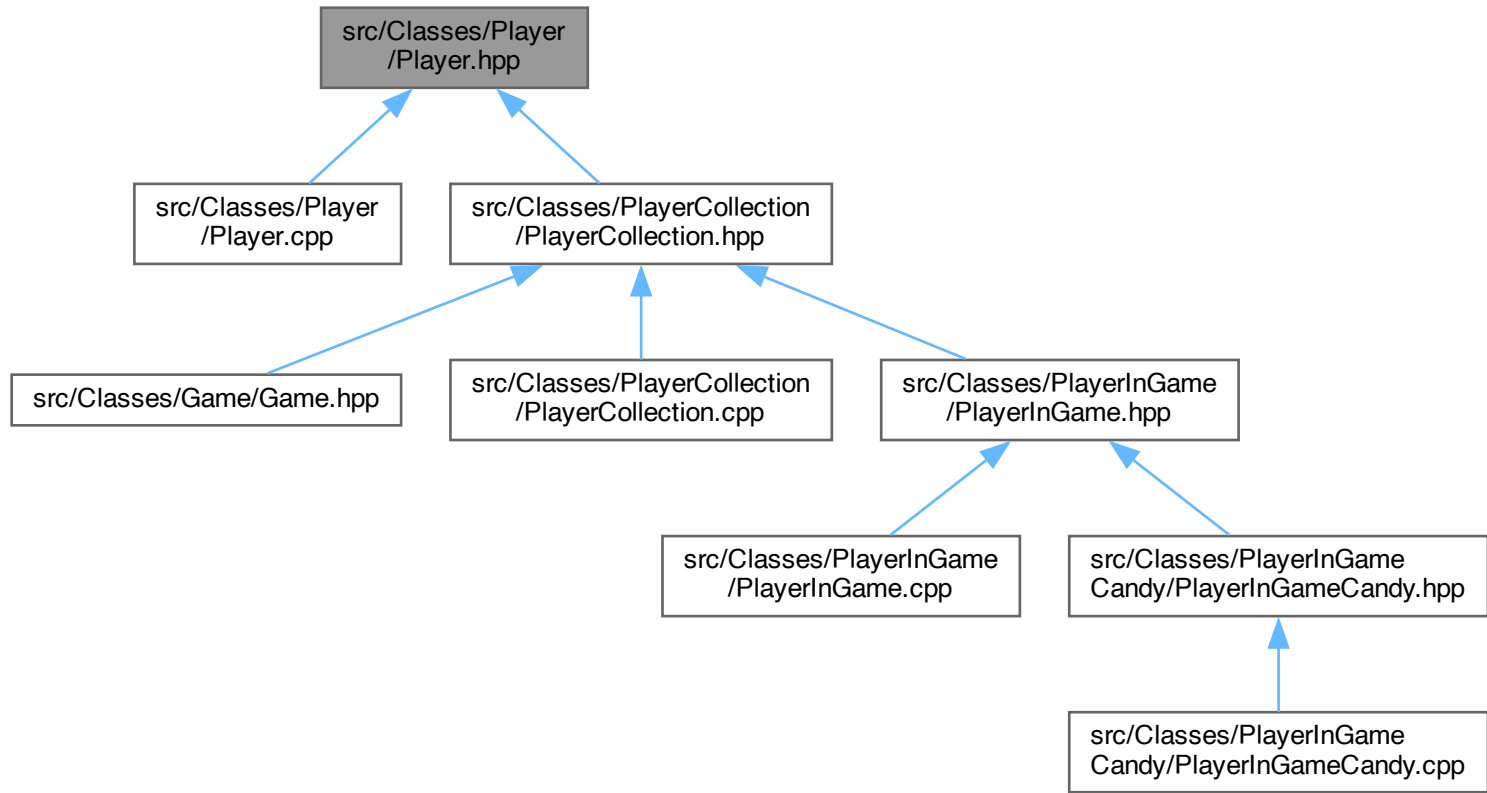 src/Classes/Player
/Player.hpp
src/Classes/Player
/Player.cpp
src/Classes/PlayerCollection
/PlayerCollection.hpp
src/Classes/Game/Game.hpp
src/Classes/PlayerCollection
/PlayerCollection.cpp
src/Classes/PlayerInGame
/PlayerInGame.hpp
src/Classes/PlayerInGame
/PlayerInGame.cpp
src/Classes/PlayerInGame
Candy/PlayerInGameCandy.hpp
src/Classes/PlayerInGame
Candy/PlayerInGameCandy.cpp